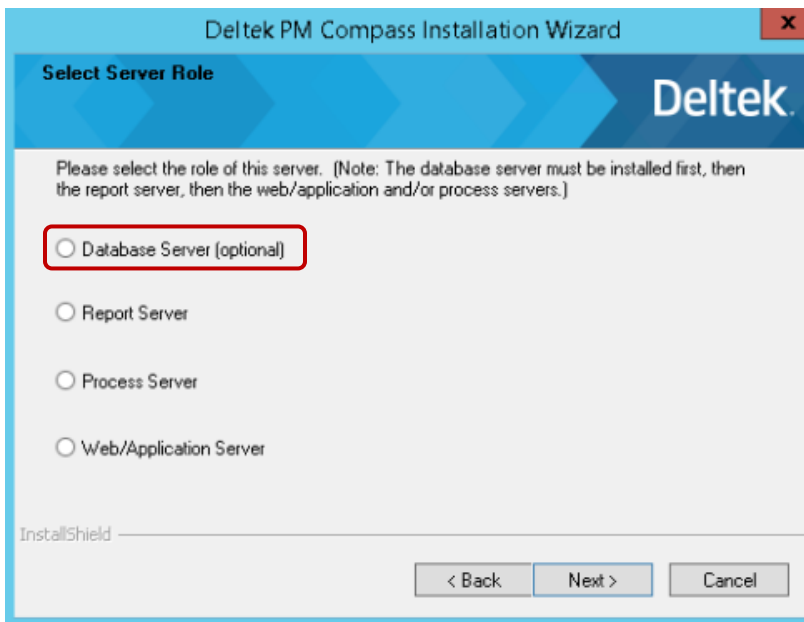 Deltek PM Compass Installation Wizard
x
Select Server Role
Deltek.
Please select the role of this server. (Note: The database server must be installed first, then
the report server, then the web/application and/or process servers.)
Database Server (optional)
Report Server
Process Server
Web/Application Server
InstallShield
< Back Next > Cancel